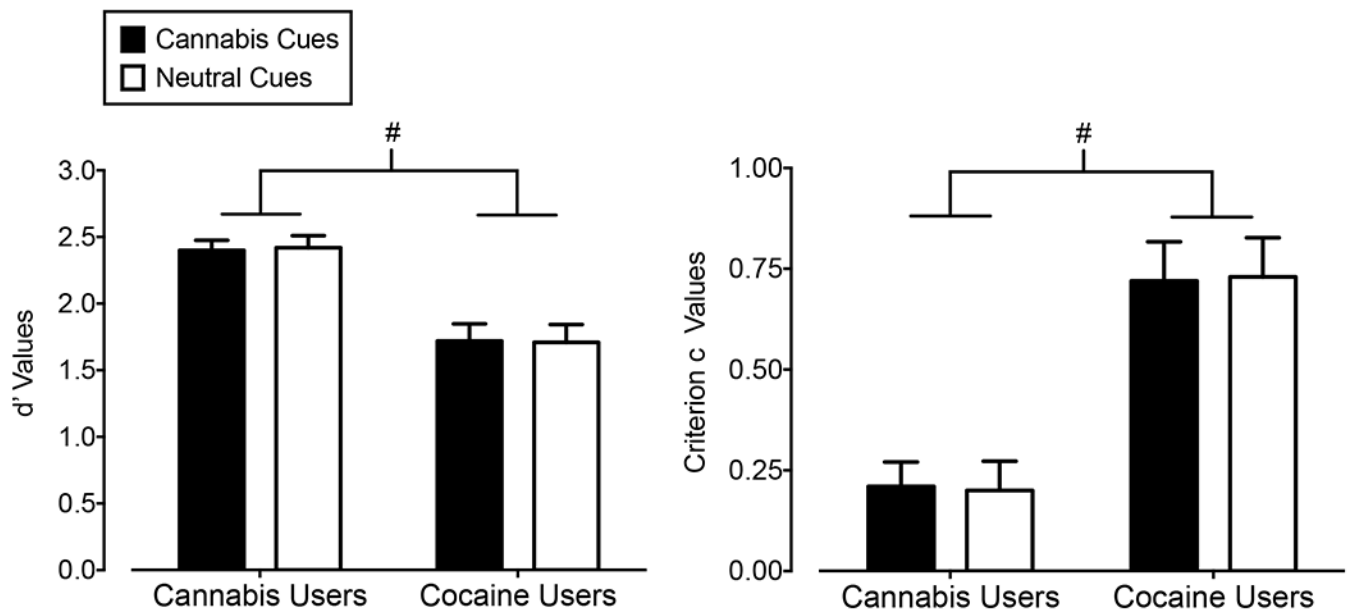 Cannabis Cues
Neutral Cues
#
3.0
2.5
2.0
1.5
1.0
0.5
0.0
d' Values
Cannabis Users Cocaine Users
#
1.00
0.75
0.50
0.25
0.00
Criterion c Values
Cannabis Users Cocaine Users